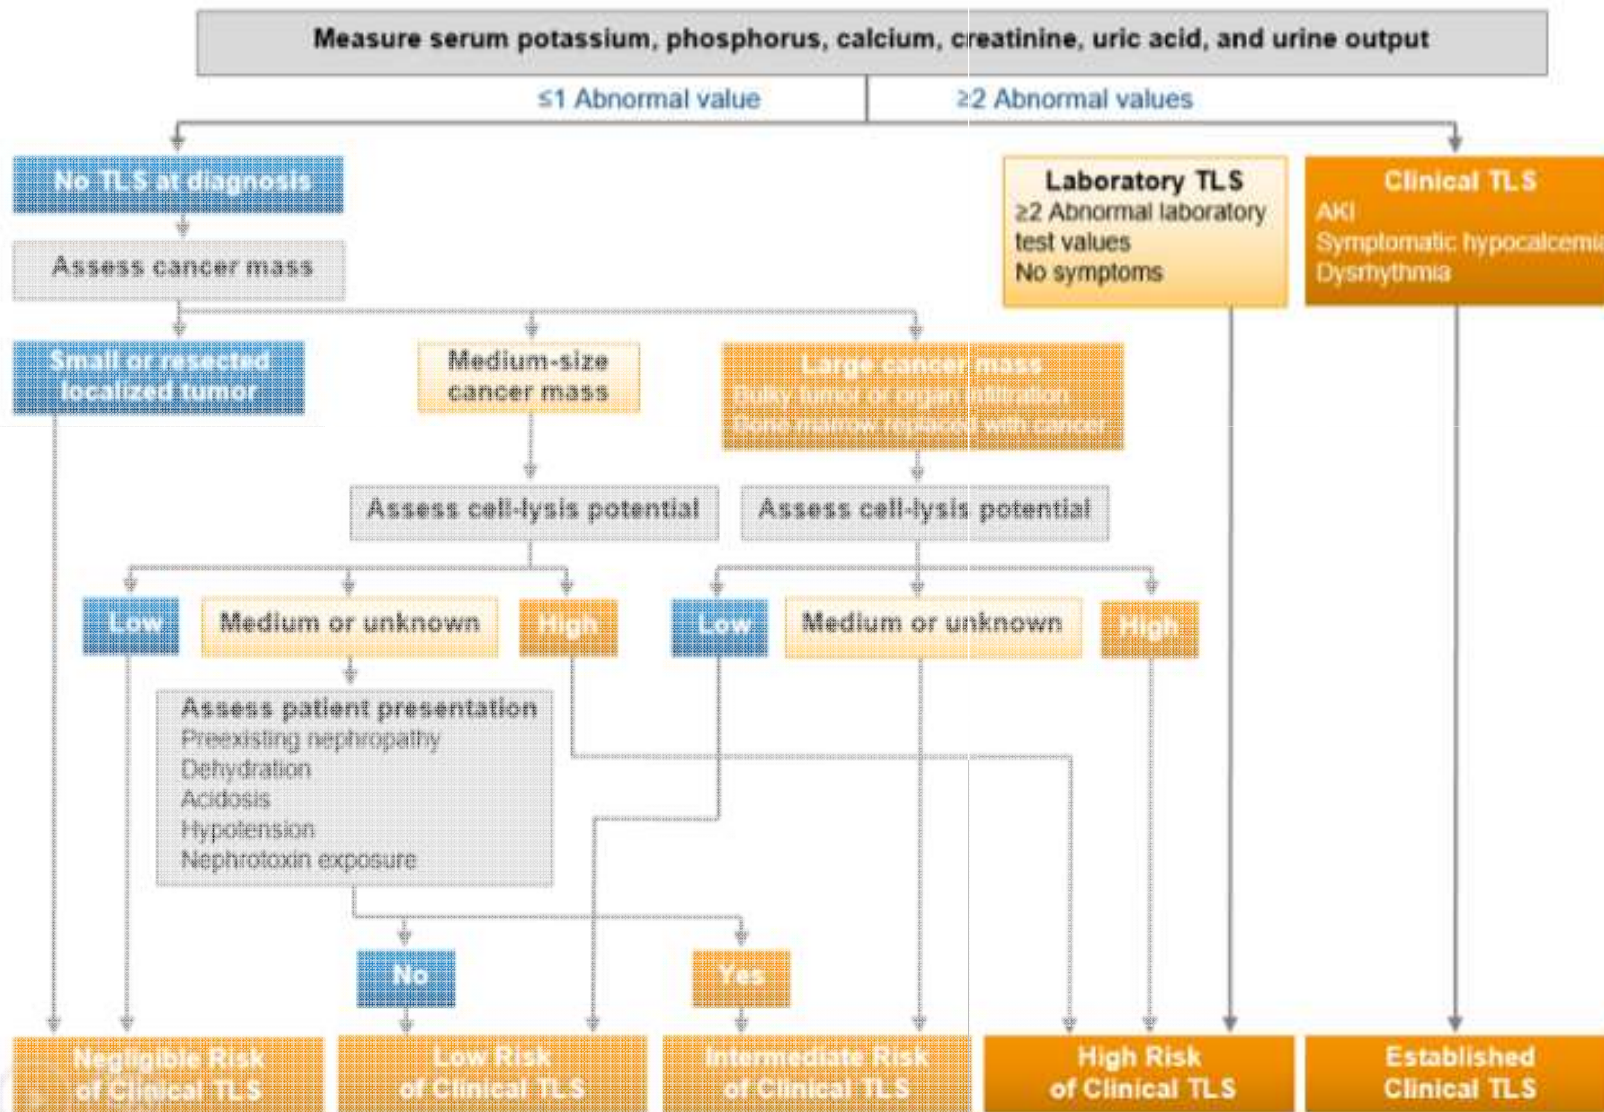 Measure serum potassium, phosphorus, calcium, creatinine, uric acid, and urine output
≤1 Abnormal value
≥2 Abnormal values
No TLS at diagnosis
Assess cancer mass
Laboratory TLS
≥2 Abnormal laboratory
test values
No symptoms
Clinical TLS
AKI
Symptomatic hypocalcemia
Dysrhythmia
Small or resected
localized tumor
Medium-size
cancer mass
Large cancer mass
Bulky tumor or organ infiltration
Bone marrow replaced with cancer
Assess cell-lysis potential
Assess cell-lysis potential
Low
Medium or unknown
High
Low
Medium or unknown
High
Assess patient presentation
Preexisting nephropathy
Dehydration
Acidosis
Hypotension
Nephrotoxin exposure
No
Yes
Negligible Risk
of Clinical TLS
Low Risk
of Clinical TLS
Intermediate Risk
of Clinical TLS
High Risk
of Clinical TLS
Established
Clinical TLS